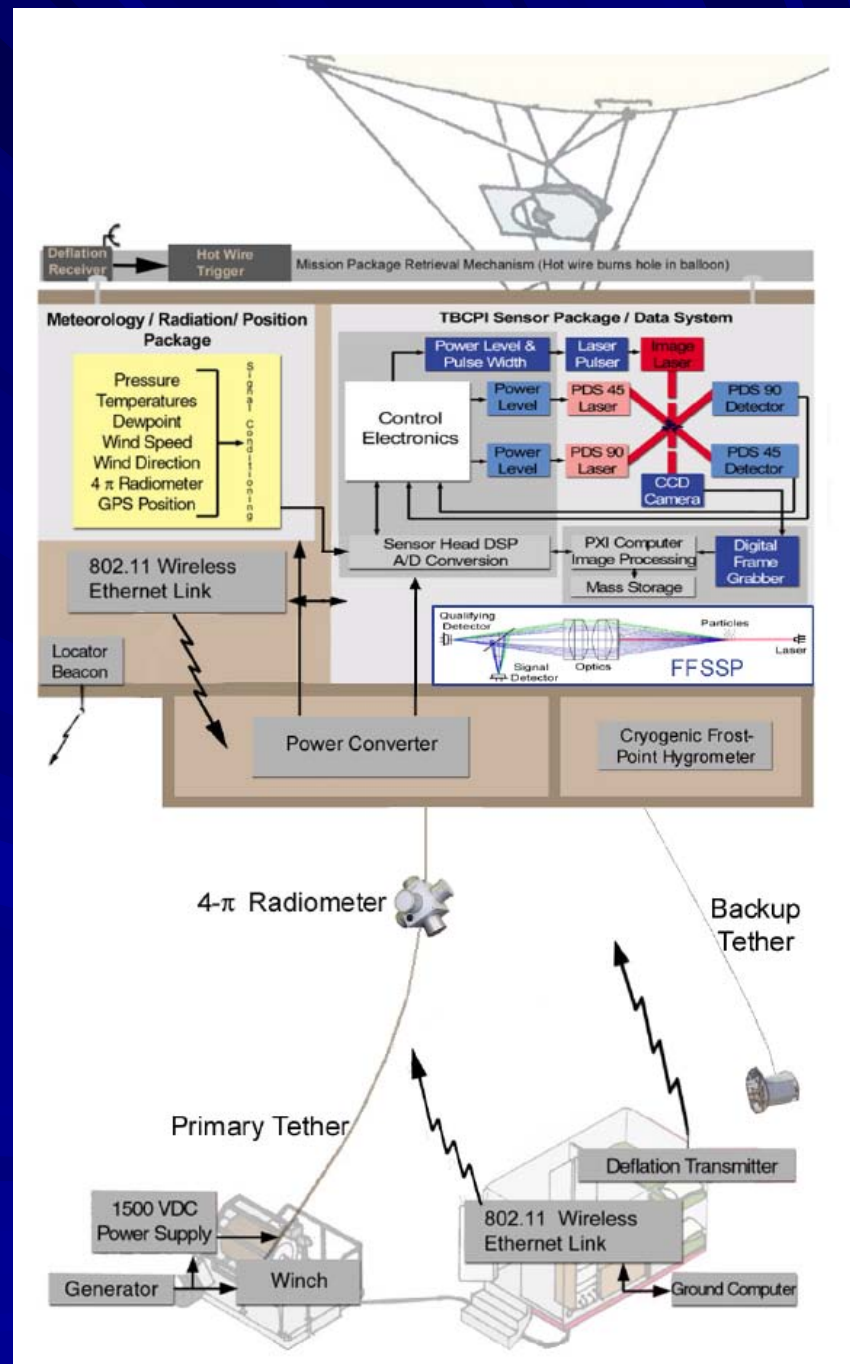 Deflation
Receiver
Hot Wire
Trigger
Mission Package Retrieval Mechanism (Hot wire burns hole in balloon)
Meteorology / Radiation/ Position
Package
Pressure
Temperatures
Dewpoint
Wind Speed
Wind Direction
4 π Radiometer
GPS Position
Signal Conditioning
TBCPI Sensor Package / Data System
Power Level &
Pulse Width
Laser
Pulser
Image
Laser
Control
Electronics
Power
Level
PDS 45
Laser
PDS 90
Detector
Power
Level
PDS 90
Laser
PDS 45
Detector
CCD
Camera
Sensor Head DSP
A/D Conversion
PXI Computer
Image Processing
Mass Storage
Digital
Frame
Grabber
802.11 Wireless
Ethernet Link
Qualifying
Detector
Signal
Detector
Optics
Particles
Laser
FFSSP
Locator
Beacon
Power Converter
Cryogenic Frost-
Point Hygrometer
4-π Radiometer
Backup
Tether
Primary Tether
Deflation Transmitter
1500 VDC
Power Supply
802.11 Wireless
Ethernet Link
Generator
Winch
Ground Computer